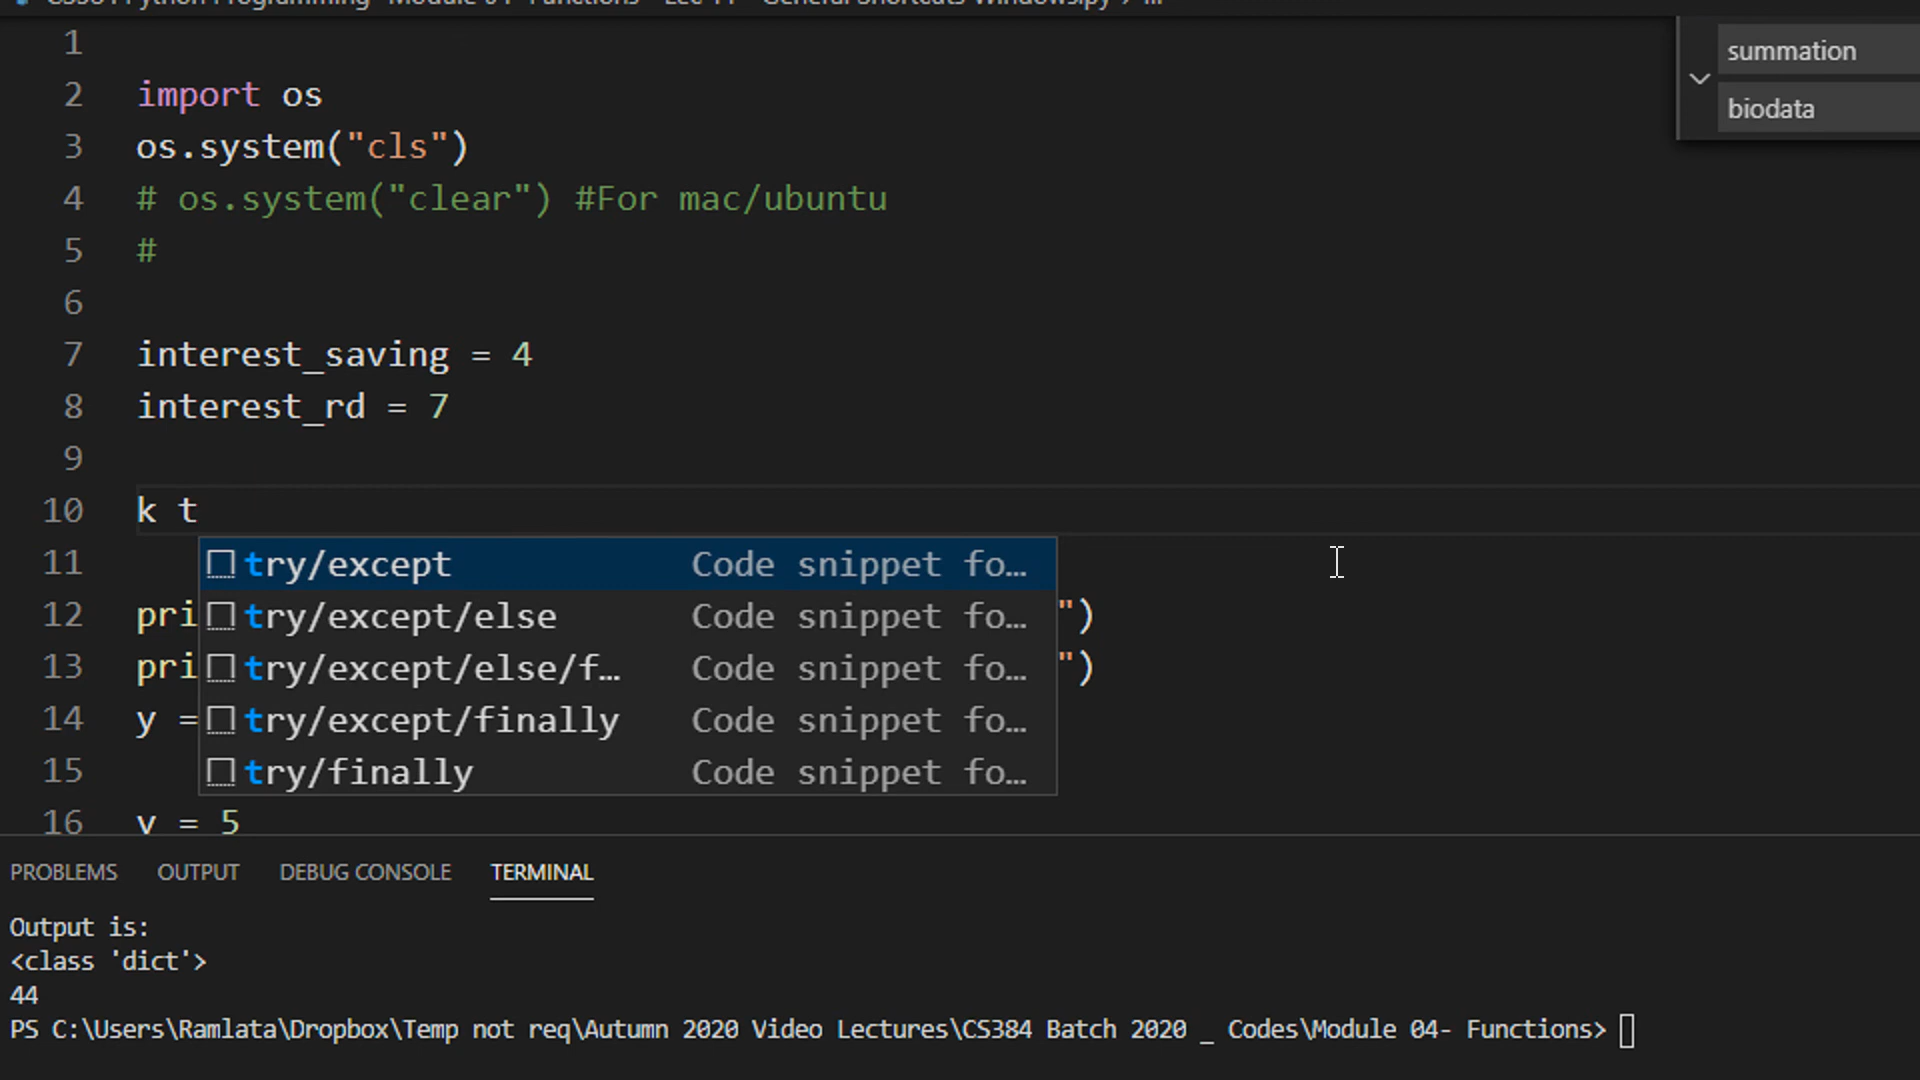 summation
biodata
1
2 import os
3 os.system("cls")
4 # os.system("clear") #For mac/ubuntu
5 #
6
7 interest_saving = 4
8 interest_rd = 7
9
10 k t
11 try/except Code snippet fo…
12 pri try/except/else Code snippet fo… ")
13 pri try/except/else/f… Code snippet fo… ")
14 y = try/except/finally Code snippet fo…
15 try/finally Code snippet fo…
16 v = 5
PROBLEMS OUTPUT DEBUG CONSOLE TERMINAL
Output is:
<class 'dict'>
44
PS C:\Users\Ramlata\Dropbox\Temp not req\Autumn 2020 Video Lectures\CS384 Batch 2020 _ Codes\Module 04- Functions>